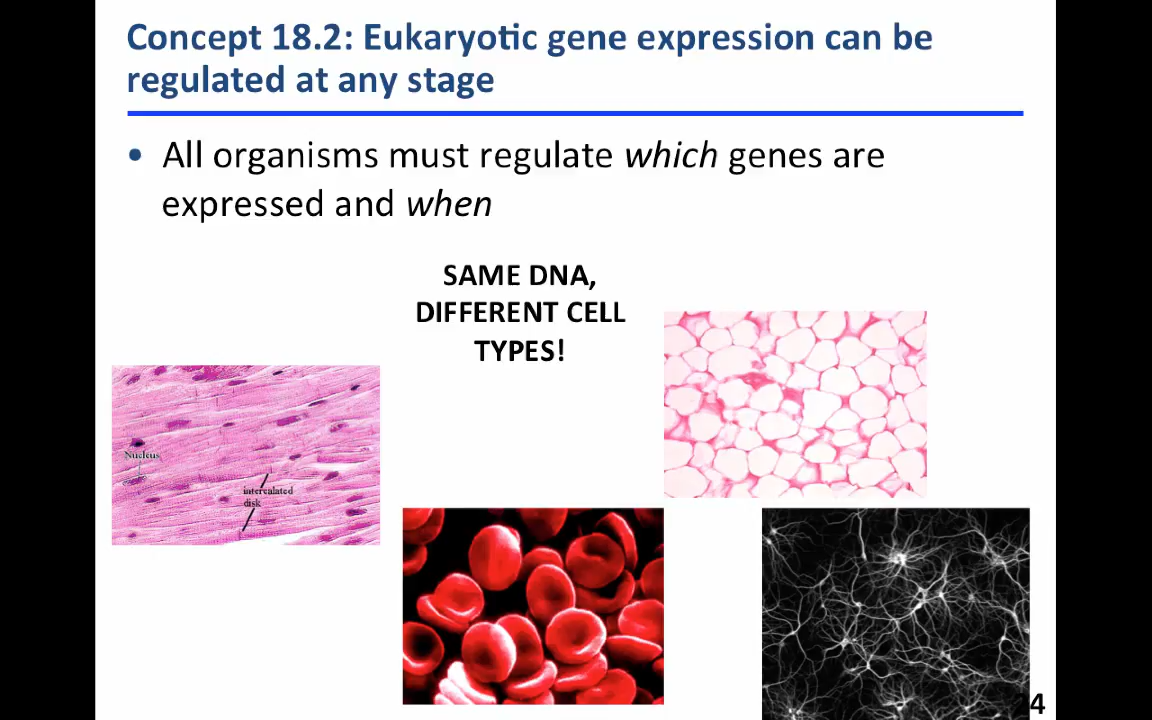 Concept 18.2: Eukaryotic gene expression can be
regulated at any stage
• All organisms must regulate which genes are
expressed and when
SAME DNA,
DIFFERENT CELL
TYPES!
Nucleus
intercalated
disk
4